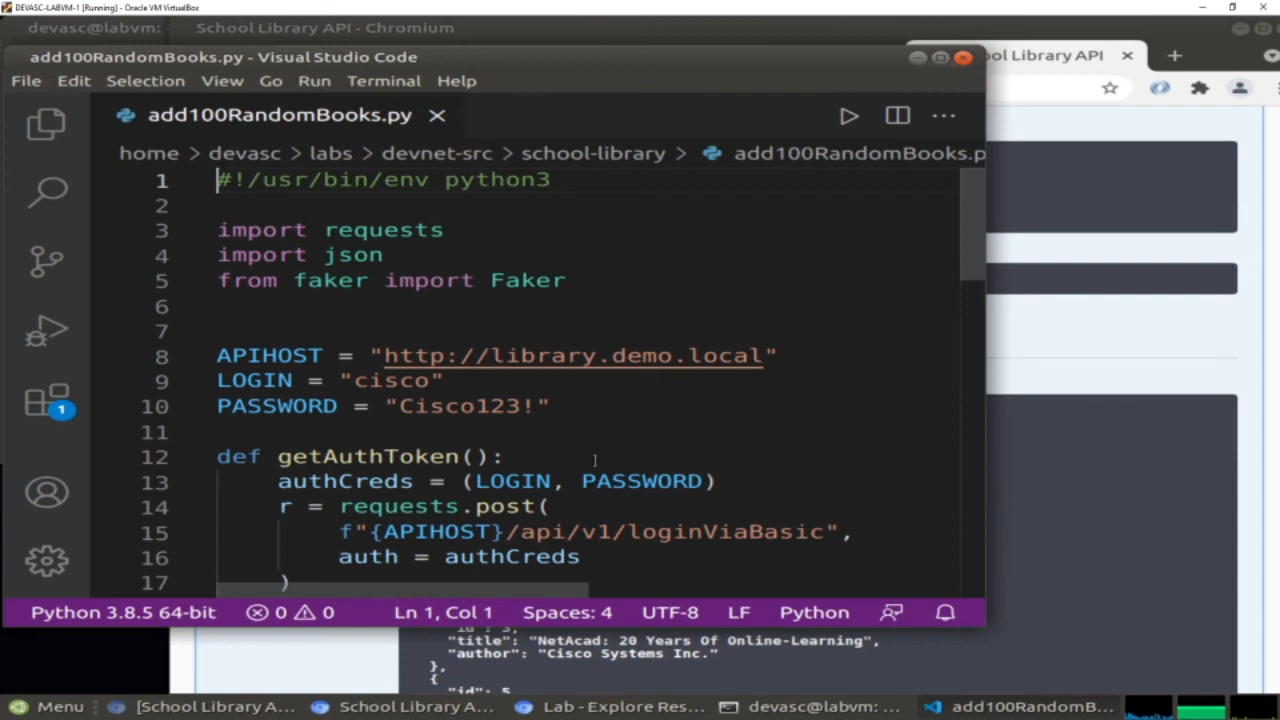 DEVASC-LABVM-1 [Running] - Oracle VM VirtualBox
devasc@labvm:
School Library API - Chromium
add100RandomBooks.py - Visual Studio Code
ool Library API
File Edit Selection View Go Run Terminal Help
add100RandomBooks.py
home > devasc > labs > devnet-src > school-library > add100RandomBooks.p
1 #!/usr/bin/env python3
2
3 import requests
4 import json
5 from faker import Faker
6
7
8 APIHOST = "http://library.demo.local"
9 LOGIN = "cisco"
10 PASSWORD = "Cisco123!"
11
12 def getAuthToken():
13 authCreds = (LOGIN, PASSWORD)
14 r = requests.post(
15 f"{APIHOST}/api/v1/loginViaBasic",
16 auth = authCreds
17 )
1
Python 3.8.5 64-bit 0 0 Ln 1, Col 1 Spaces: 4 UTF-8 LF Python
"id": 3,
"title": "NetAcad: 20 Years Of Online-Learning",
"author": "Cisco Systems Inc."
},
{
"id": 5
Menu [School Library A... School Library A... Lab - Explore Res... devasc@labvm: ... add100RandomB...